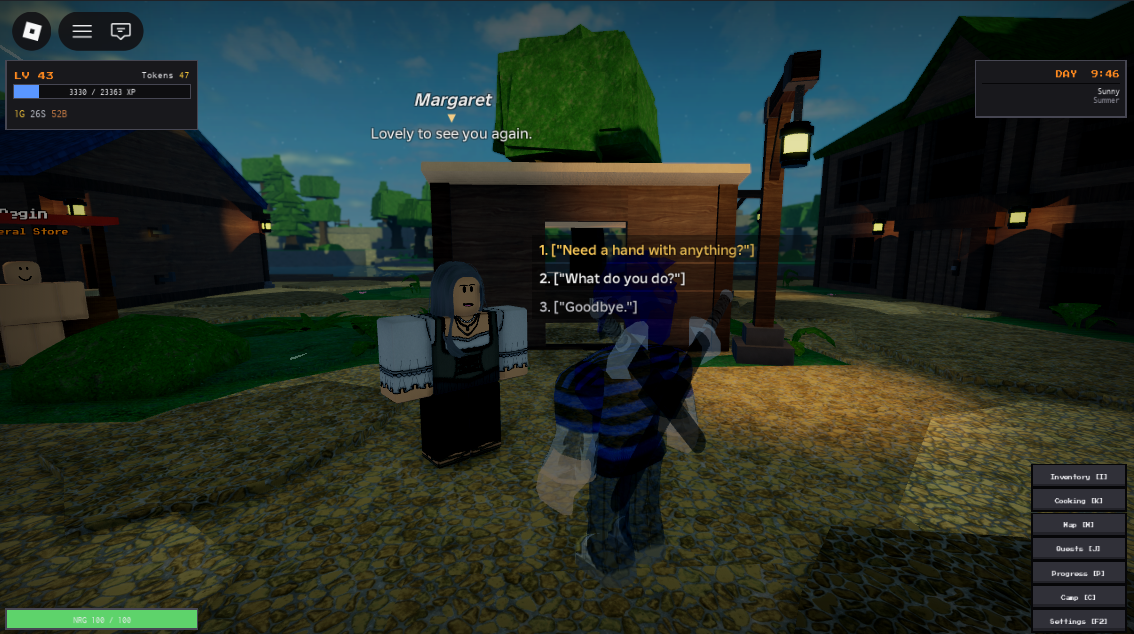 LV 43
Tokens 47
3330 / 23363 XP
1G 26S 52B
DAY 9:46
Sunny
Summer
Margaret
Lovely to see you again.
eral Store
1. ["Need a hand with anything?"]
2. ["What do you do?"]
3. ["Goodbye."]
Inventory [I]
Cooking [K]
Map [M]
Quests [J]
Progress [P]
Camp [C]
Settings [F2]
NRG 100 / 100